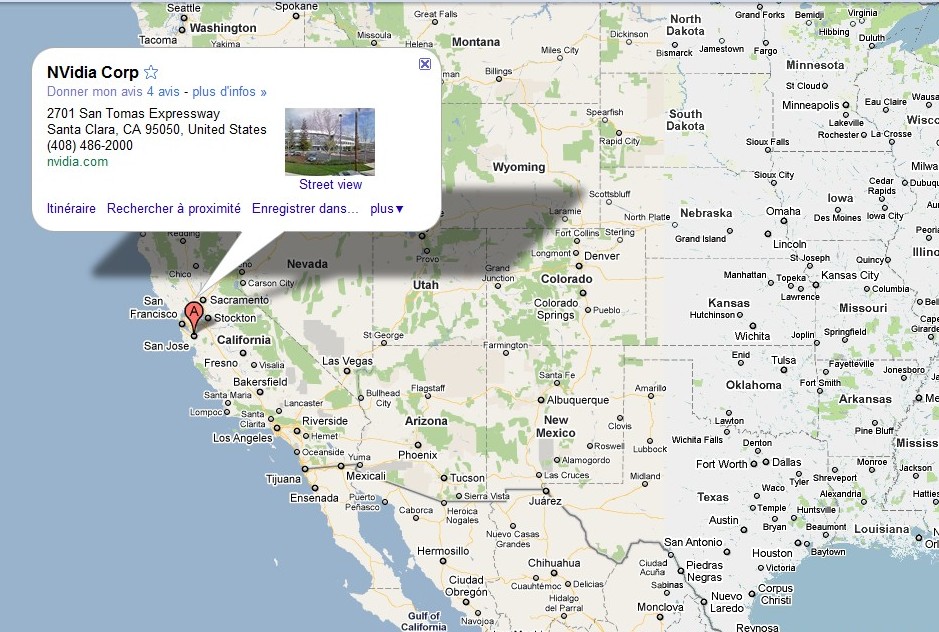 NVidia Corp
Donner mon avis 4 avis - plus d'infos »
2701 San Tomas Expressway
Santa Clara, CA 95050, United States
(408) 486-2000
nvidia.com
Street view
Itinéraire Rechercher à proximité Enregistrer dans... plus▼
A
Seattle
Spokane
Washington
Tacoma
Yakima
Great Falls
Missoula
Helena
Montana
Miles City
Billings
North Dakota
Dickinson
Bismarck
Jamestown
Fargo
Grand Forks
Bemidji
Virginia
Hibbing
Duluth
Minnesota
St Cloud
Minneapolis
Eau Claire
Lakeville
Rochester
La Crosse
South Dakota
Spearfish
Rapid City
Sioux Falls
Wyoming
Sioux City
Scottsbluff
Laramie
North Platte
Nebraska
Grand Island
Omaha
Lincoln
Iowa
Des Moines
Cedar Rapids
Iowa City
Redding
Chico
Nevada
Carson City
Sacramento
San Francisco
Stockton
San Jose
California
Fresno
Visalia
Bakersfield
Santa Maria
Lompoc
Lancaster
Santa Clarita
Los Angeles
Riverside
Hemet
Oceanside
Tijuana
Ensenada
Yuma
Mexicali
Las Vegas
Bullhead City
Provo
Utah
St George
Grand Junction
Fort Collins
Sterling
Longmont
Denver
Colorado
Colorado Springs
Pueblo
Farmington
Flagstaff
Arizona
Phoenix
Tucson
Sierra Vista
Santa Fe
Albuquerque
New Mexico
Clovis
Roswell
Alamogordo
Las Cruces
Juárez
Manhattan
Topeka
Lawrence
Kansas City
St Joseph
Quincy
Columbia
Kansas
Hutchinson
Wichita
Missouri
Joplin
Springfield
Enid
Tulsa
Oklahoma
Fayetteville
Jonesboro
Fort Smith
Arkansas
Pine Bluff
Amarillo
Lubbock
Lawton
Wichita Falls
Denton
Fort Worth
Dallas
Tyler
Shreveport
Monroe
Jackson
Midland
Texas
Waco
Temple
Bryan
Huntsville
Alexandria
Austin
Beaumont
Louisiana
San Antonio
Houston
Baytown
Victoria
Corpus Christi
Puerto Peñasco
Caborca
Heroica Nogales
Nuevo Casas Grandes
Hermosillo
Ciudad Obregón
Navojoa
Gulf of California
Chihuahua
Cuauhtémoc
Delicias
Hidalgo del Parral
Ciudad Acuña
Piedras Negras
Sabinas
Nuevo Laredo
Monclova
Reynosa